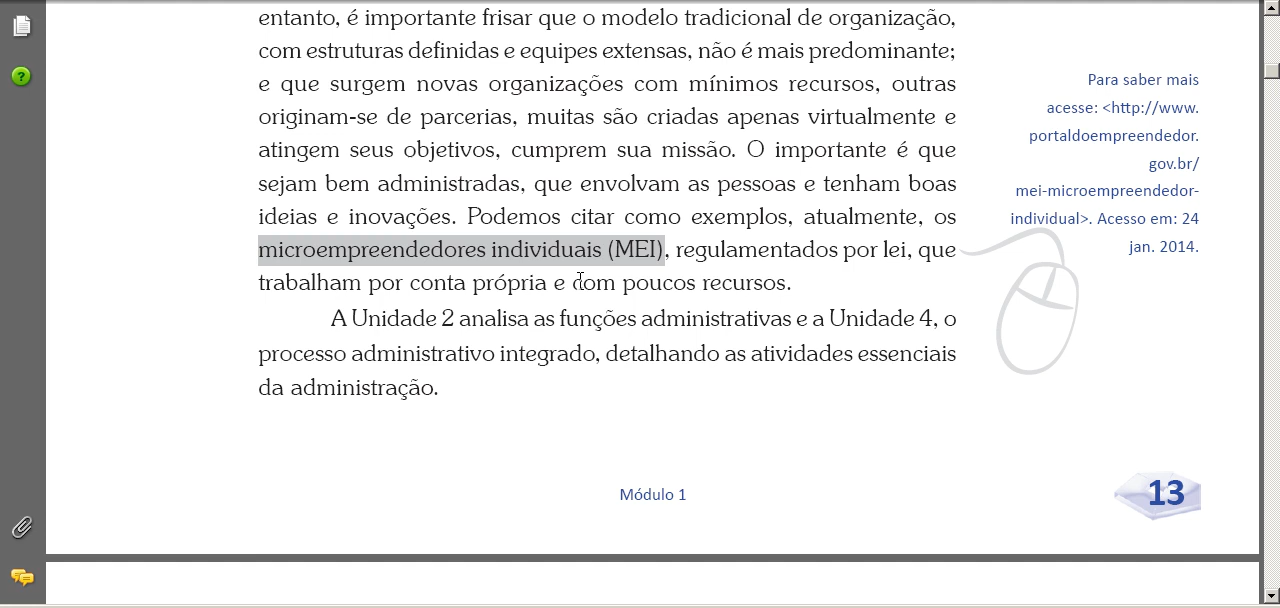 entanto, é importante frisar que o modelo tradicional de organização,
com estruturas definidas e equipes extensas, não é mais predominante;
e que surgem novas organizações com mínimos recursos, outras
originam-se de parcerias, muitas são criadas apenas virtualmente e
atingem seus objetivos, cumprem sua missão. O importante é que
sejam bem administradas, que envolvam as pessoas e tenham boas
ideias e inovações. Podemos citar como exemplos, atualmente, os
microempreendedores individuais (MEI), regulamentados por lei, que
trabalham por conta própria e com poucos recursos.
A Unidade 2 analisa as funções administrativas e a Unidade 4, o
processo administrativo integrado, detalhando as atividades essenciais
da administração.
Para saber mais
acesse: <http://www.
portaldoempreendedor.
gov.br/
mei-microempreendedor-
individual>. Acesso em: 24
jan. 2014.
Módulo 1
13